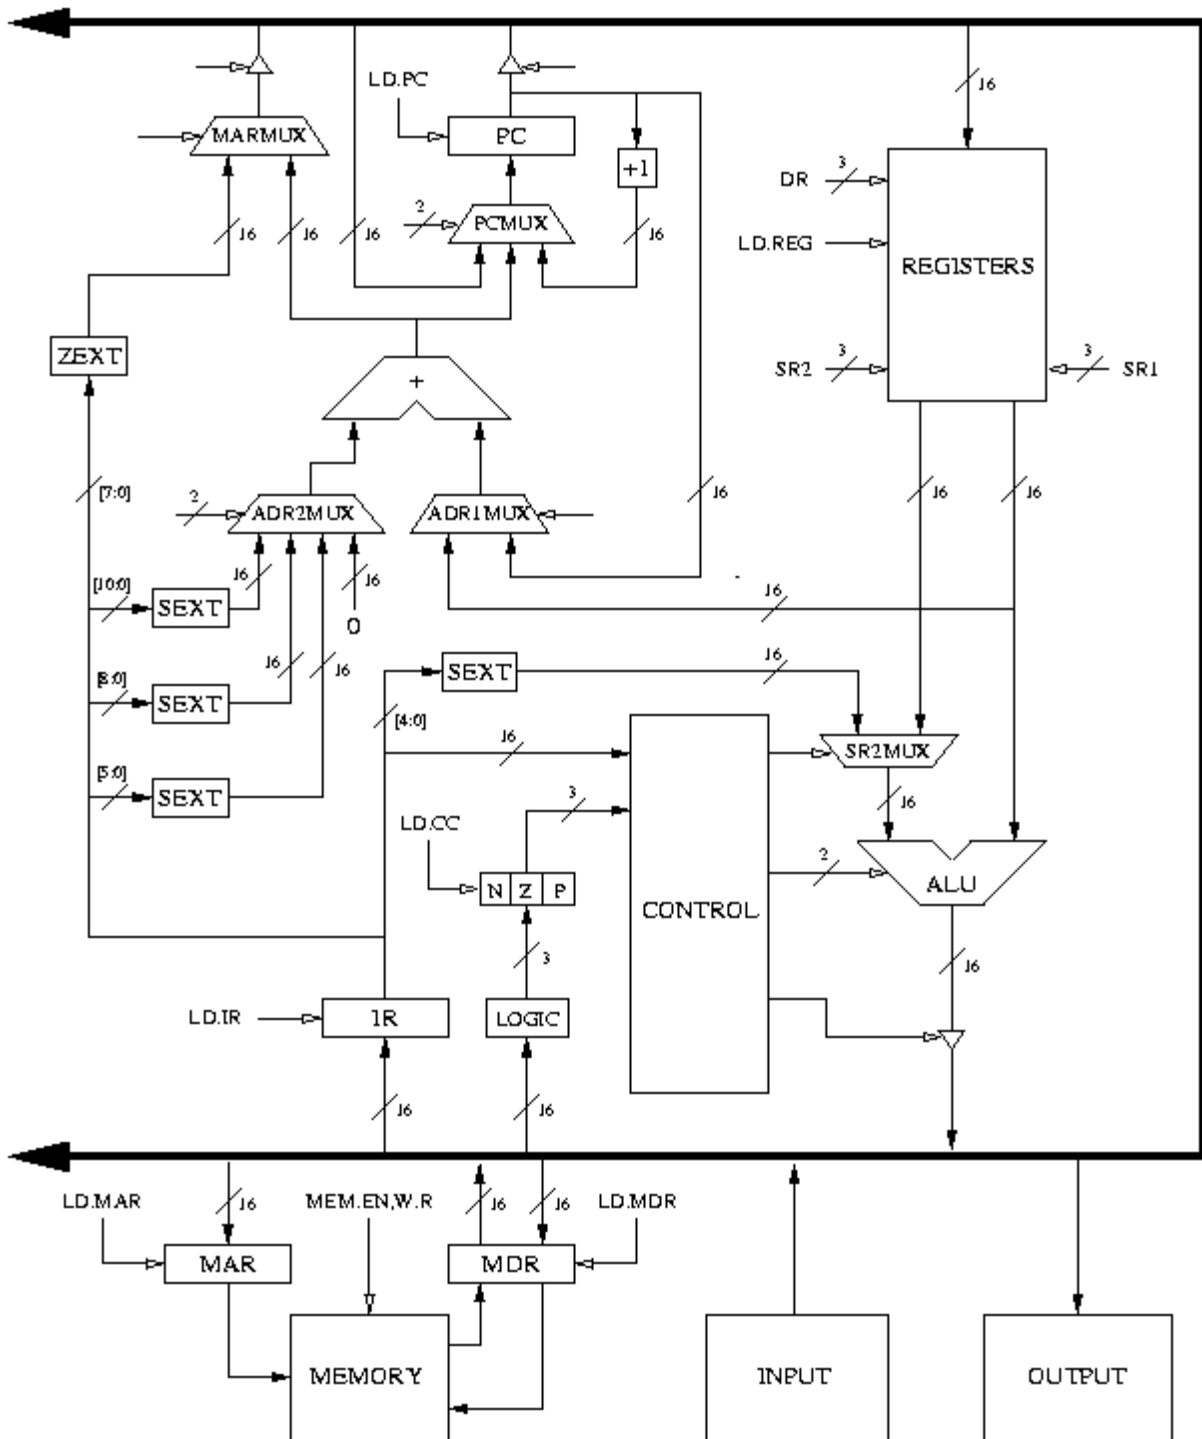 LD.PC
MARMUX
PC
+1
16
DR
3
2
PCMUX
16
16
16
16
LD.REG
REGISTERS
ZEXT
+
SR2
3
3
SR1
[7:0]
2
ADR2MUX
ADR1MUX
16
16
16
[10:0]
SEXT
16
16
0
16
[8:0]
SEXT
16
16
SEXT
16
[4:0]
[5:0]
SEXT
16
SR2MUX
16
3
LD.CC
N Z P
2
ALU
CONTROL
3
16
LD.IR
IR
LOGIC
16
16
LD.MAR
16
MEM.EN,W.R
16
16
LD.MDR
MAR
MDR
MEMORY
INPUT
OUTPUT